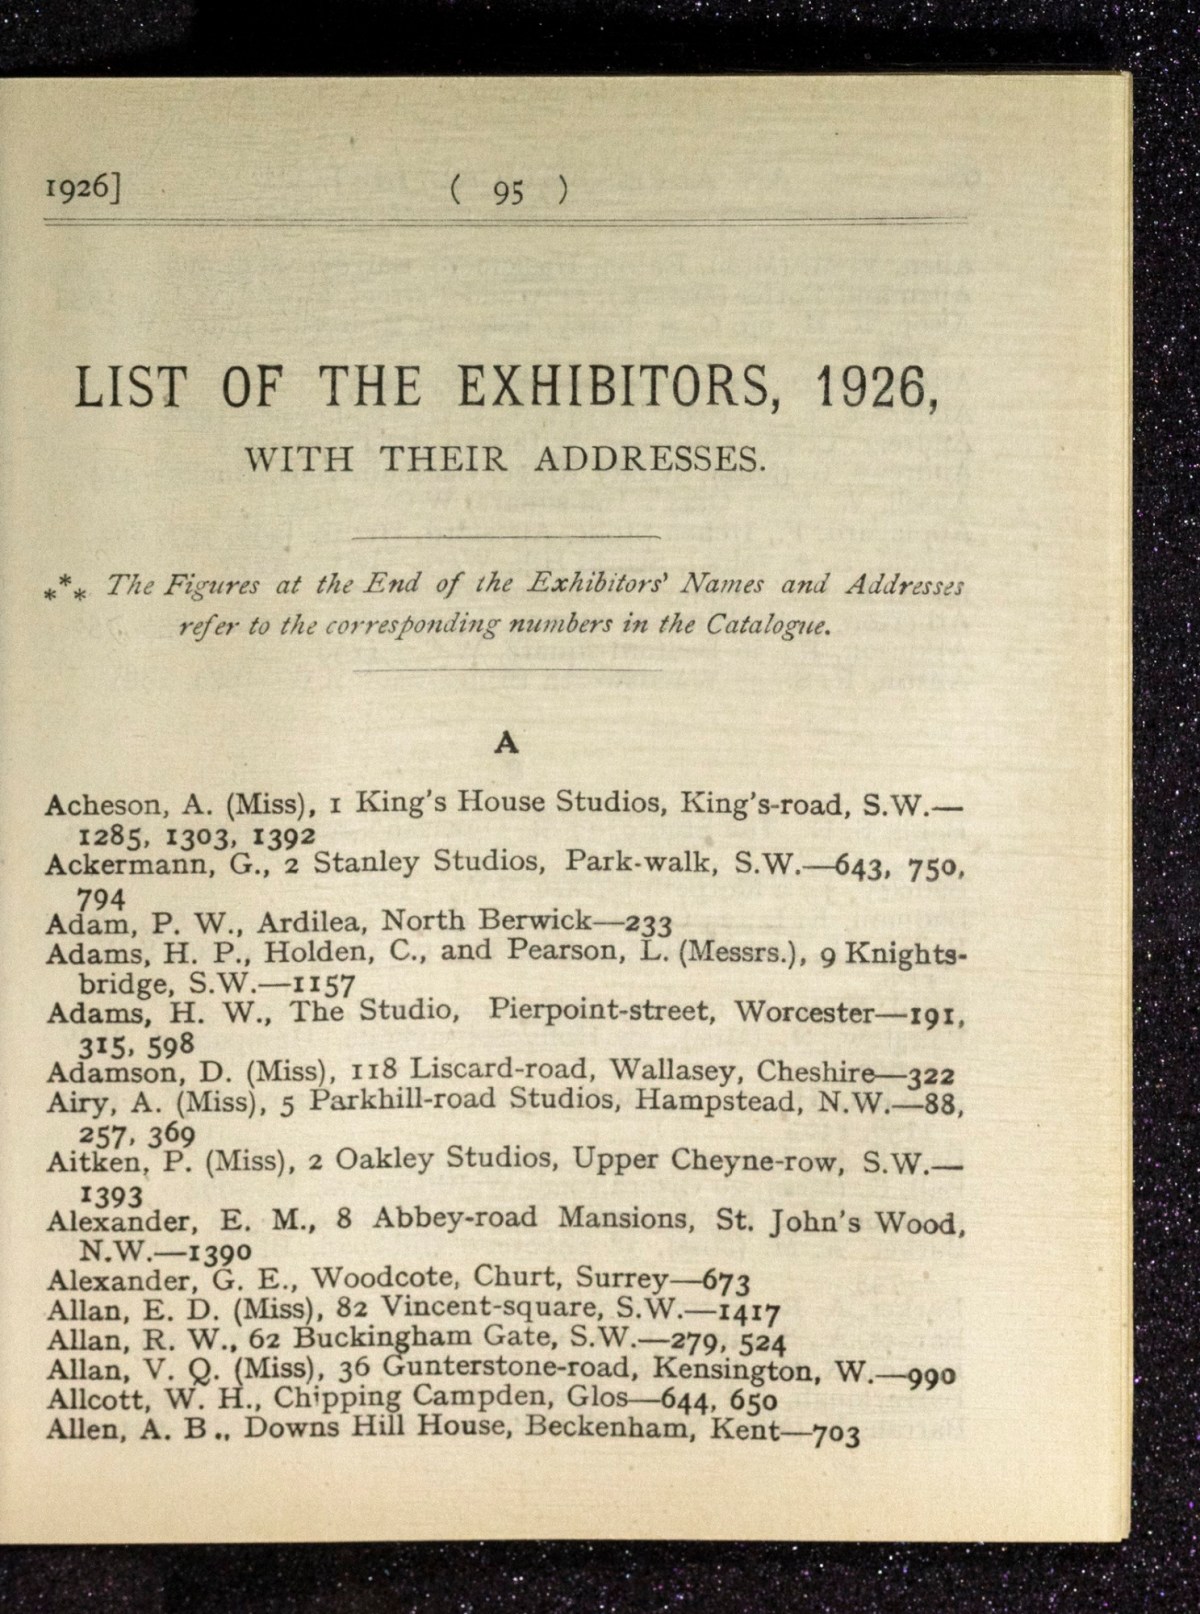 1926] ( 95 )
LIST OF THE EXHIBITORS, 1926,
WITH THEIR ADDRESSES.
*** The Figures at the End of the Exhibitors' Names and Addresses
refer to the corresponding numbers in the Catalogue.
A
Acheson, A. (Miss), 1 King's House Studios, King's-road, S.W.—
1285, 1303, 1392
Ackermann, G., 2 Stanley Studios, Park-walk, S.W.—643, 750,
794
Adam, P. W., Ardilea, North Berwick—233
Adams, H. P., Holden, C., and Pearson, L. (Messrs.), 9 Knights-
bridge, S.W.—1157
Adams, H. W., The Studio, Pierpoint-street, Worcester—191,
315, 598
Adamson, D. (Miss), 118 Liscard-road, Wallasey, Cheshire—322
Airy, A. (Miss), 5 Parkhill-road Studios, Hampstead, N.W.—88,
257, 369
Aitken, P. (Miss), 2 Oakley Studios, Upper Cheyne-row, S.W.—
1393
Alexander, E. M., 8 Abbey-road Mansions, St. John's Wood,
N.W.—1390
Alexander, G. E., Woodcote, Churt, Surrey—673
Allan, E. D. (Miss), 82 Vincent-square, S.W.—1417
Allan, R. W., 62 Buckingham Gate, S.W.—279, 524
Allan, V. Q. (Miss), 36 Gunterstone-road, Kensington, W.—990
Allcott, W. H., Chipping Campden, Glos—644, 650
Allen, A. B., Downs Hill House, Beckenham, Kent—703